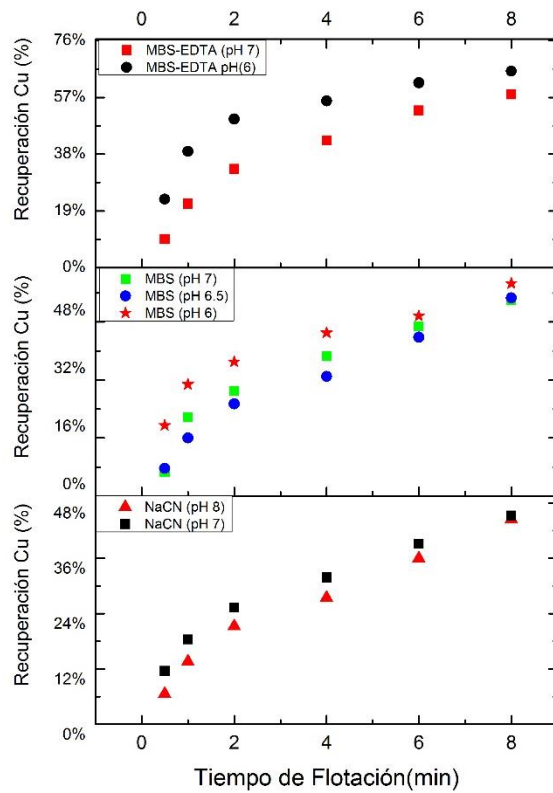 0 2 4 6 8
76%
57%
38%
19%
0%
Recuperación Cu (%)
MBS-EDTA (pH 7)
MBS-EDTA pH(6)
48%
32%
16%
0%
Recuperación Cu (%)
MBS (pH 7)
MBS (pH 6.5)
MBS (pH 6)
48%
36%
24%
12%
0%
Recuperación Cu (%)
NaCN (pH 8)
NaCN (pH 7)
0 2 4 6 8
Tiempo de Flotación(min)